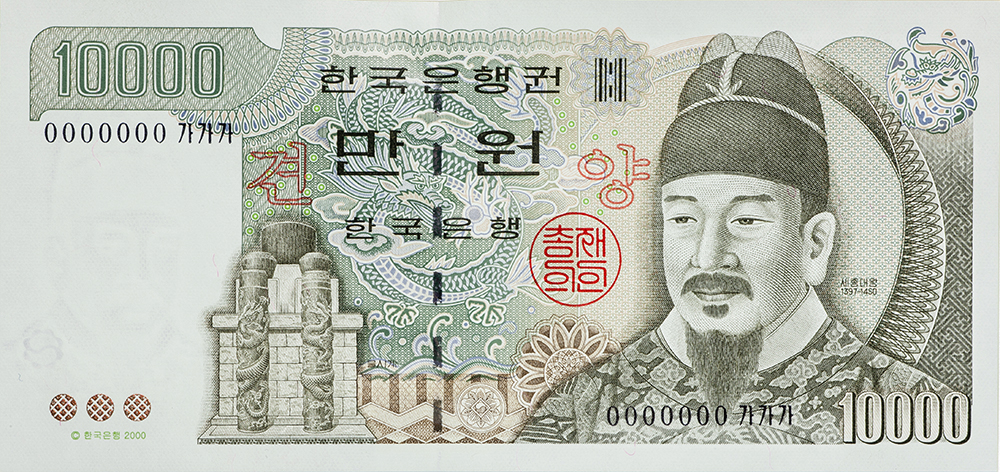 10000
한국은행권
0000000 가가가
만 원
견 양
한국은행
총재의인
세종대왕
1397-1450
0000000 가가가
© 한국은행 2000
10000